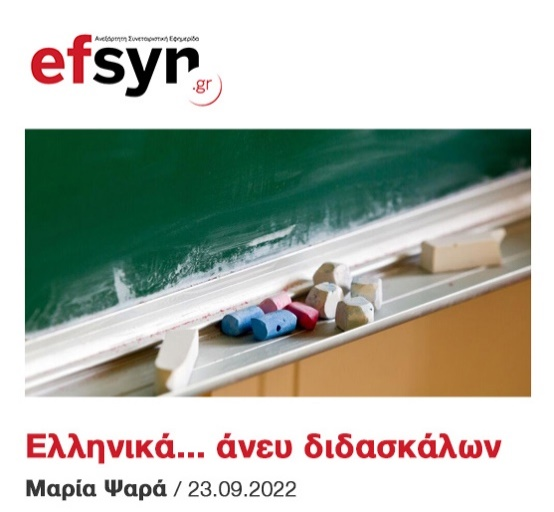 Ανεξάρτητη Συνεταιριστική Εφημερίδα
efsyn
.gr
Ελληνικά... άνευ διδασκάλων
Μαρία Ψαρά / 23.09.2022